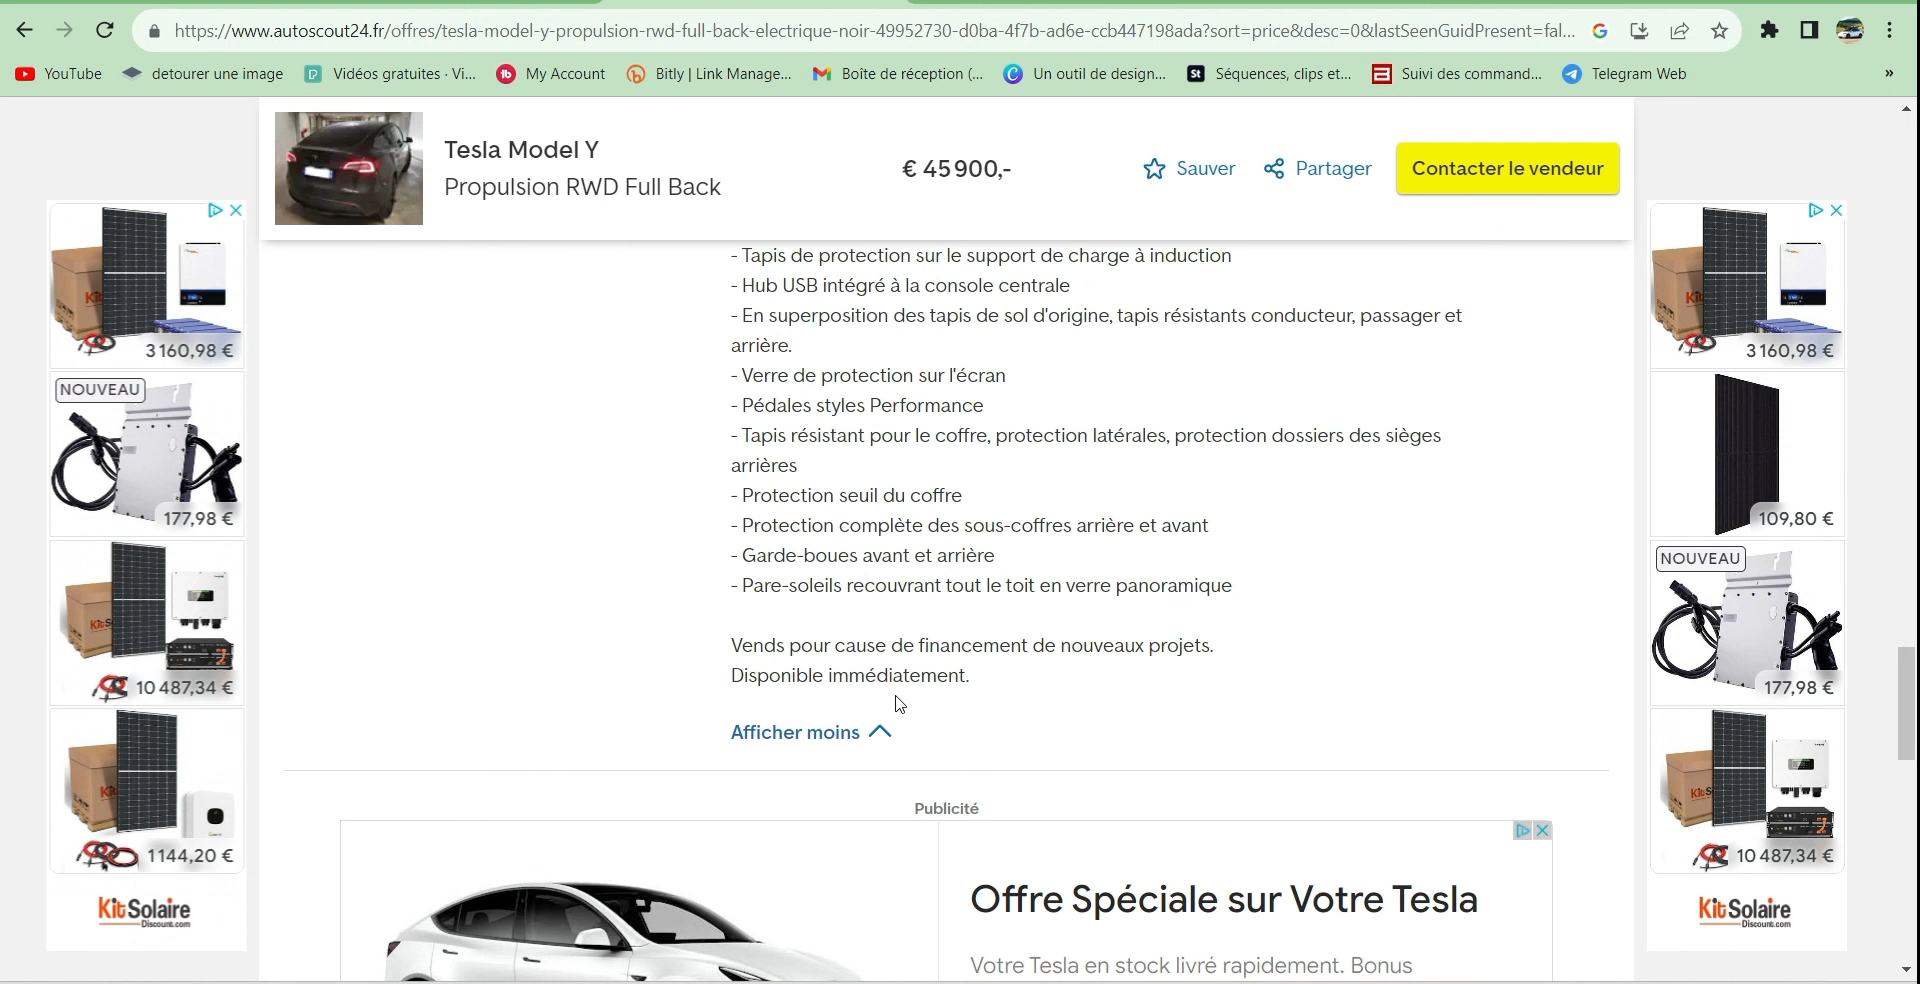 https://www.autoscout24.fr/offres/tesla-model-y-propulsion-rwd-full-back-electrique-noir-49952730-d0ba-4f7b-ad6e-ccb447198ada?sort=price&desc=0&lastSeenGuidPresent=fal...
YouTube
detourer une image
Vidéos gratuites · Vi...
My Account
Bitly | Link Manage...
Boîte de réception (...
Un outil de design...
Séquences, clips et...
Suivi des command...
Telegram Web
»
Tesla Model Y
Propulsion RWD Full Back
€ 45 900,-
Sauver
Partager
Contacter le vendeur
- Tapis de protection sur le support de charge à induction
- Hub USB intégré à la console centrale
- En superposition des tapis de sol d'origine, tapis résistants conducteur, passager et
arrière.
- Verre de protection sur l'écran
- Pédales styles Performance
- Tapis résistant pour le coffre, protection latérales, protection dossiers des sièges
arrières
- Protection seuil du coffre
- Protection complète des sous-coffres arrière et avant
- Garde-boues avant et arrière
- Pare-soleils recouvrant tout le toit en verre panoramique
Vends pour cause de financement de nouveaux projets.
Disponible immédiatement.
Afficher moins
Publicité
Offre Spéciale sur Votre Tesla
Votre Tesla en stock livré rapidement. Bonus
3 160,98 €
NOUVEAU
177,98 €
10 487,34 €
1 144,20 €
KitSolaire
Discount.com
3 160,98 €
109,80 €
NOUVEAU
177,98 €
10 487,34 €
KitSolaire
Discount.com